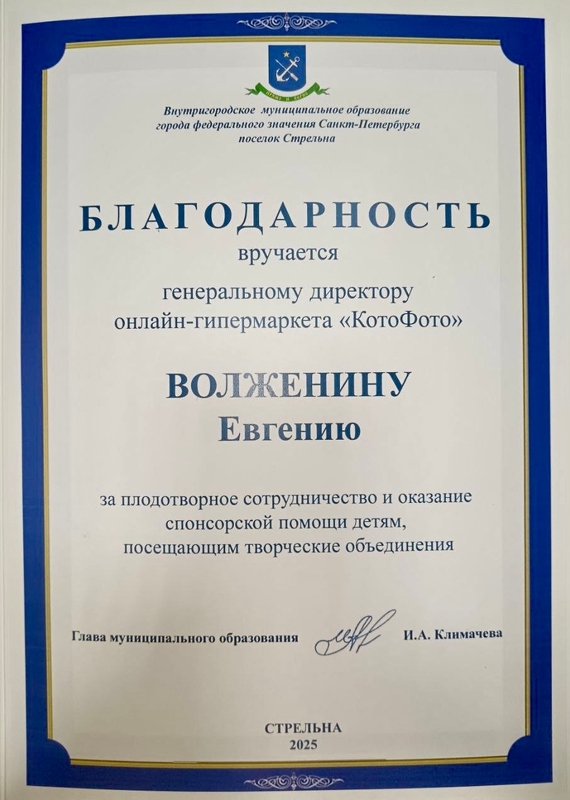 Внутригородское муниципальное образование
города федерального значения Санкт-Петербурга
поселок Стрельна
БЛАГОДАРНОСТЬ
вручается
генеральному директору
онлайн-гипермаркета «КотоФото»
ВОЛЖЕНИНУ
Евгению
за плодотворное сотрудничество и оказание
спонсорской помощи детям,
посещающим творческие объединения
Глава муниципального образования И.А. Климачева
СТРЕЛЬНА
2025